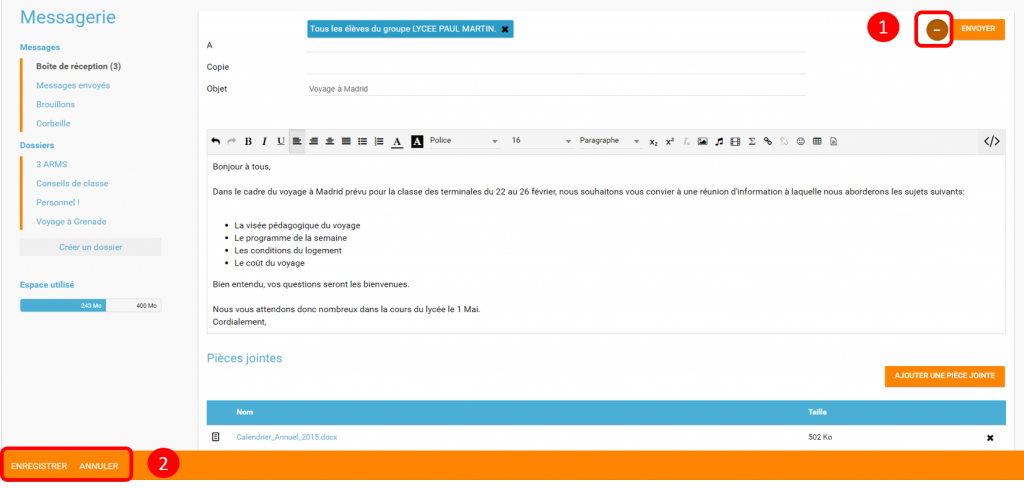 Messagerie
Messages
Boîte de réception (3)
Messages envoyés
Brouillons
Corbeille
Dossiers
3 ARMS
Conseils de classe
Personnel !
Voyage à Grenade
Créer un dossier
Espace utilisé
243 Mo 400 Mo
Tous les élèves du groupe LYCEE PAUL MARTIN. ✖
1
−
ENVOYER
A
Copie
Objet Voyage à Madrid
B I U A A Police 16 Paragraphe x₂ x² Σ </>
Bonjour à tous,
Dans le cadre du voyage à Madrid prévu pour la classe des terminales du 22 au 26 février, nous souhaitons vous convier à une réunion d'information à laquelle nous aborderons les sujets suivants:
• La visée pédagogique du voyage
• Le programme de la semaine
• Les conditions du logement
• Le coût du voyage
Bien entendu, vos questions seront les bienvenues.
Nous vous attendons donc nombreux dans la cours du lycée le 1 Mai.
Cordialement,
Pièces jointes
AJOUTER UNE PIÈCE JOINTE
Nom Taille
Calendrier_Annuel_2015.docx 502 Ko ✖
ENREGISTRER ANNULER
2